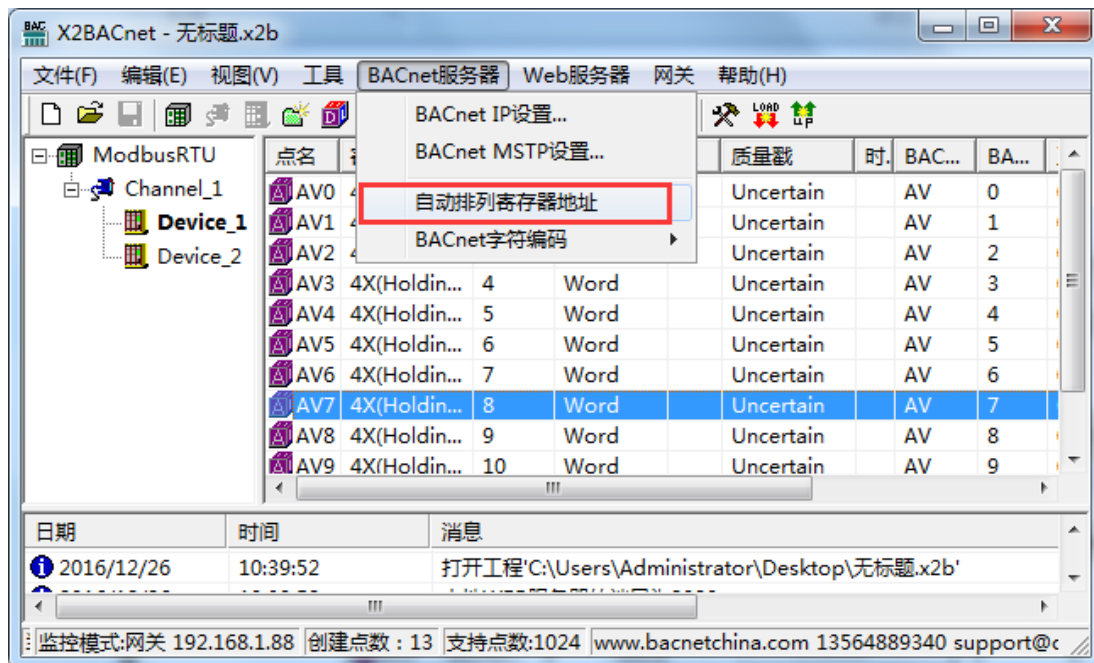 BAC
X2BACnet - 无标题.x2b
文件(F) 编辑(E) 视图(V) 工具 BACnet服务器 Web服务器 网关 帮助(H)
LOAD UP
BACnet IP设置...
BACnet MSTP设置...
自动排列寄存器地址
BACnet字符编码
ModbusRTU
Channel_1
Device_1
Device_2
点名 质量戳 时. BAC... BA...
AV0 Uncertain AV 0
AV1 Uncertain AV 1
AV2 Uncertain AV 2
AV3 4X(Holdin... 4 Word Uncertain AV 3
AV4 4X(Holdin... 5 Word Uncertain AV 4
AV5 4X(Holdin... 6 Word Uncertain AV 5
AV6 4X(Holdin... 7 Word Uncertain AV 6
AV7 4X(Holdin... 8 Word Uncertain AV 7
AV8 4X(Holdin... 9 Word Uncertain AV 8
AV9 4X(Holdin... 10 Word Uncertain AV 9
日期 时间 消息
2016/12/26 10:39:52 打开工程'C:\Users\Administrator\Desktop\无标题.x2b'
监控模式:网关 192.168.1.88 创建点数：13 支持点数:1024 www.bacnetchina.com 13564889340 support@c